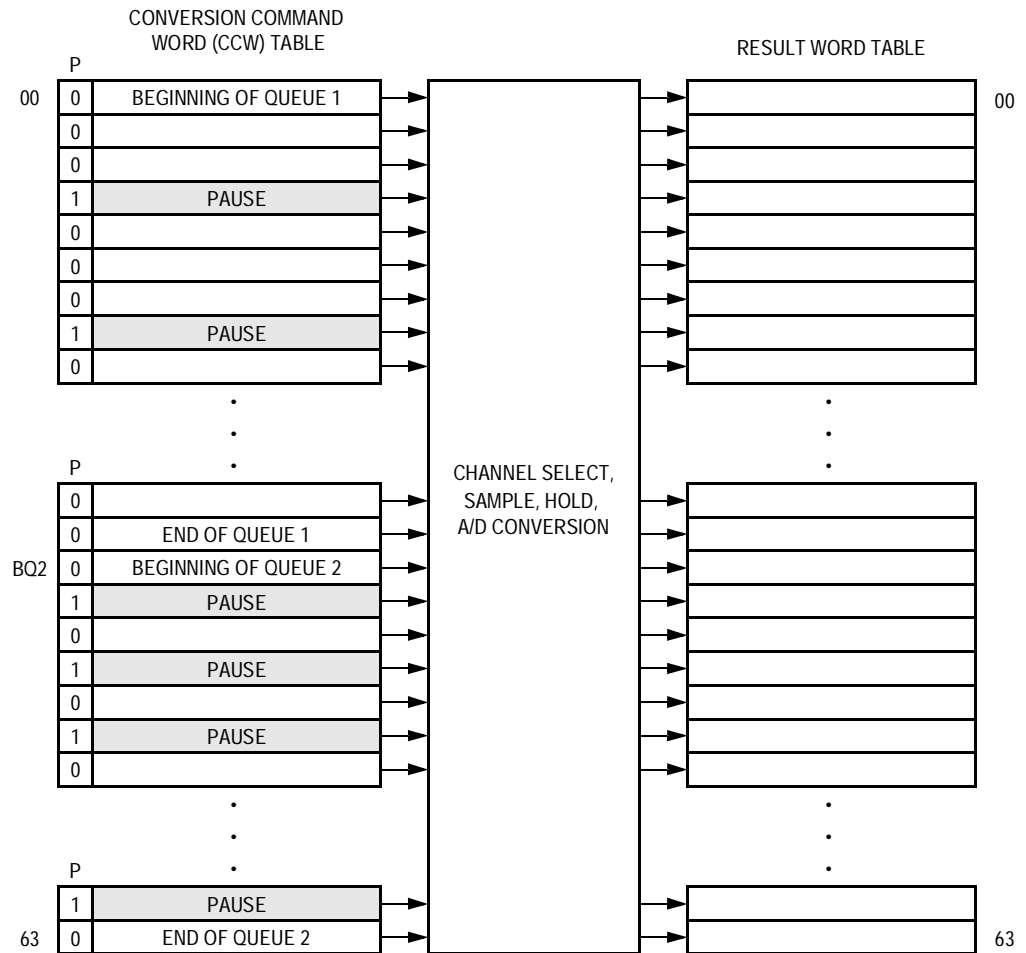 CONVERSION COMMAND
WORD (CCW) TABLE
RESULT WORD TABLE
P
00 0 BEGINNING OF QUEUE 1 00
0
0
1 PAUSE
0
0
0
1 PAUSE
0
P
CHANNEL SELECT,
SAMPLE, HOLD,
A/D CONVERSION
0
0 END OF QUEUE 1
BQ2 0 BEGINNING OF QUEUE 2
1 PAUSE
0
1 PAUSE
0
1 PAUSE
0
P
1 PAUSE
63 0 END OF QUEUE 2 63